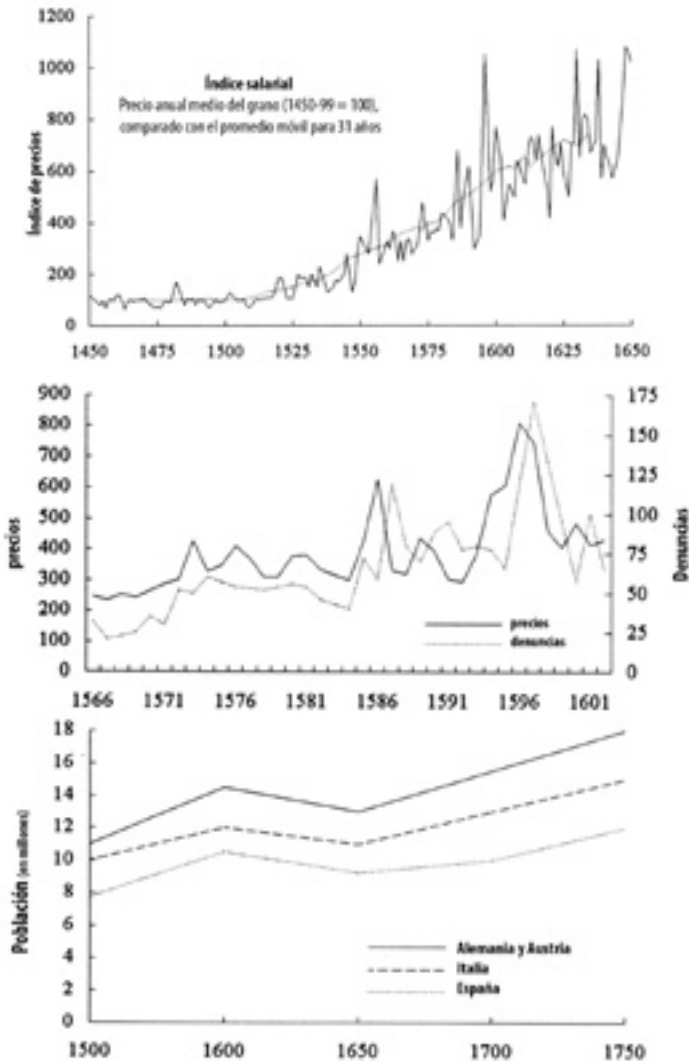 1200
1000
800
600
400
200
0
Índice de precios
Índice salarial
Precio anual medio del grano (1450-99 = 100),
comparado con el promedio móvil para 31 años
1450 1475 1500 1525 1550 1575 1600 1625 1650
900
800
700
600
500
400
300
200
100
0
precios
175
150
125
100
75
50
25
0
Denuncias
precios
denuncias
1566 1571 1576 1581 1586 1591 1596 1601
18
16
14
12
10
8
6
4
2
0
Población (en millones)
Alemania y Austria
Italia
España
1500 1600 1650 1700 1750